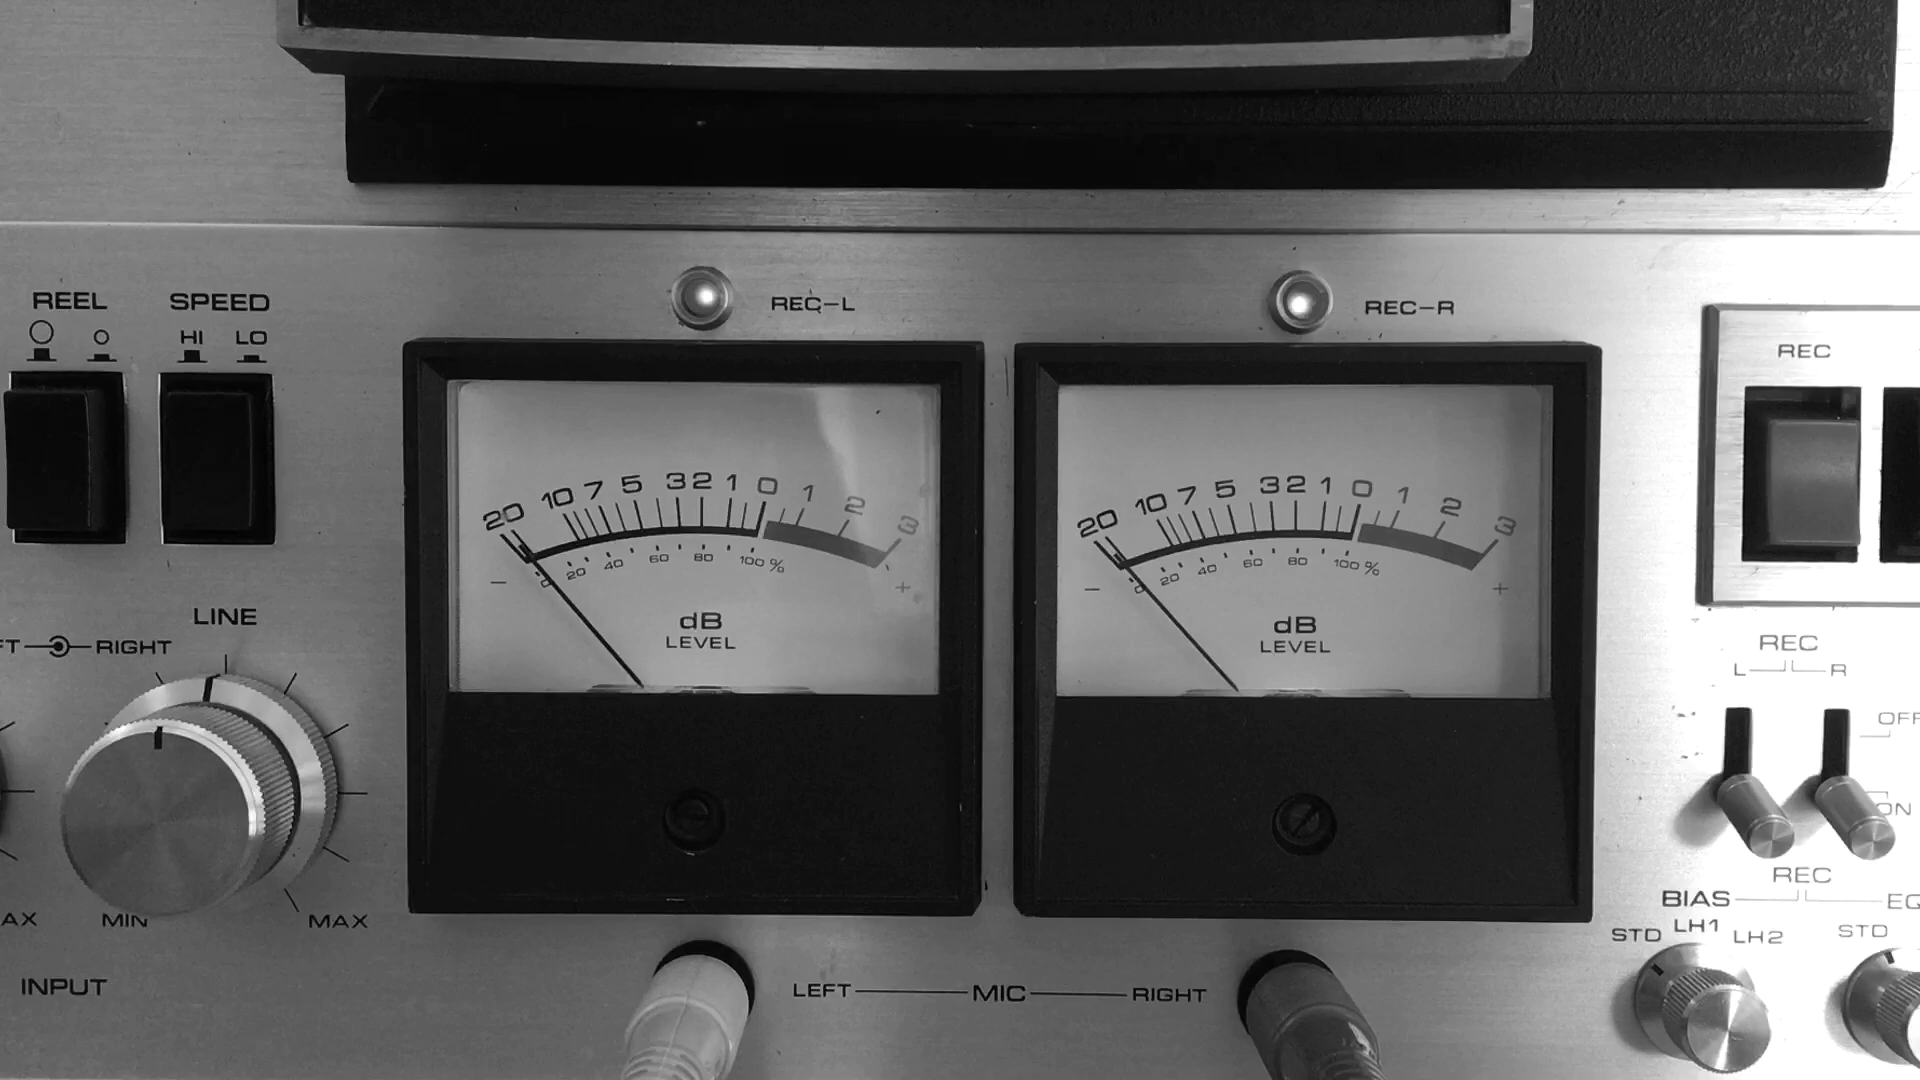 REEL
SPEED
HI LO
REC-L
REC-R
REC
20 10 7 5 3 2 1 0 1 2 3
0 20 40 60 80 100 %
- +
dB
LEVEL
20 10 7 5 3 2 1 0 1 2 3
0 20 40 60 80 100 %
- +
dB
LEVEL
LINE
RIGHT
MIN
MAX
INPUT
LEFT MIC RIGHT
REC
L R
ON
REC
BIAS
STD LH1 LH2
STD